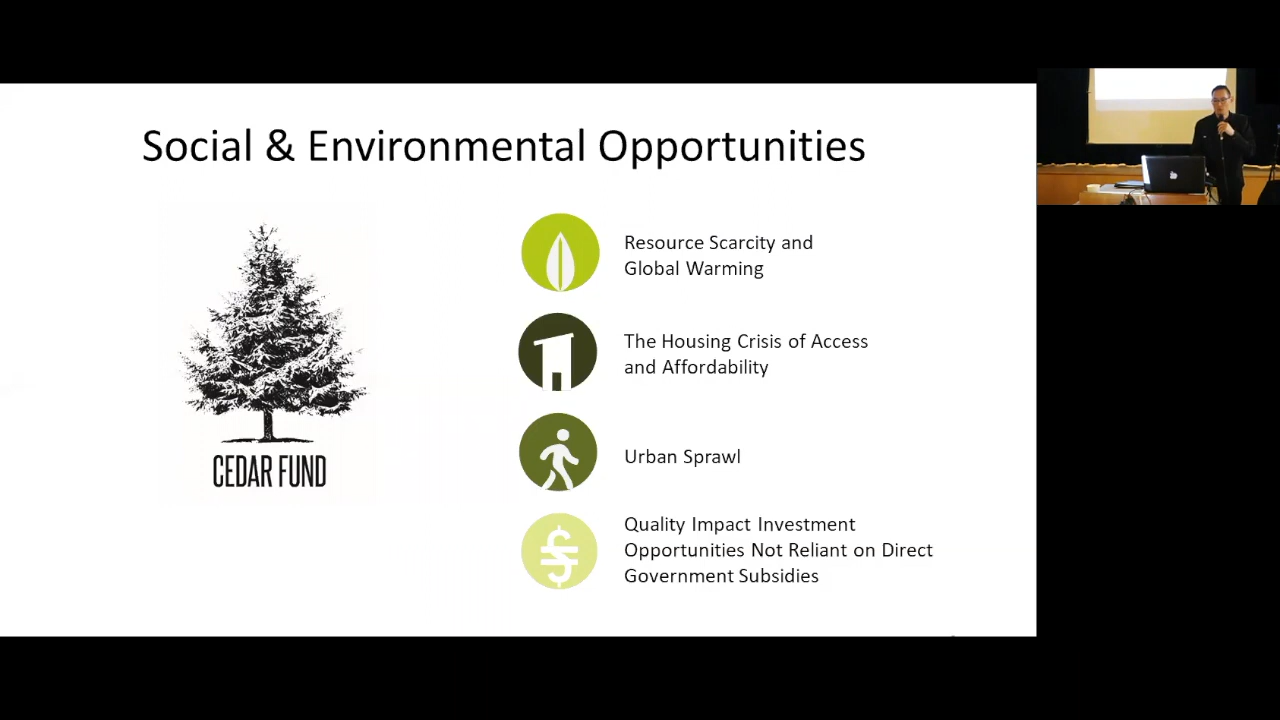 Social & Environmental Opportunities
CEDAR FUND
Resource Scarcity and
Global Warming
The Housing Crisis of Access
and Affordability
Urban Sprawl
Quality Impact Investment
Opportunities Not Reliant on Direct
Government Subsidies